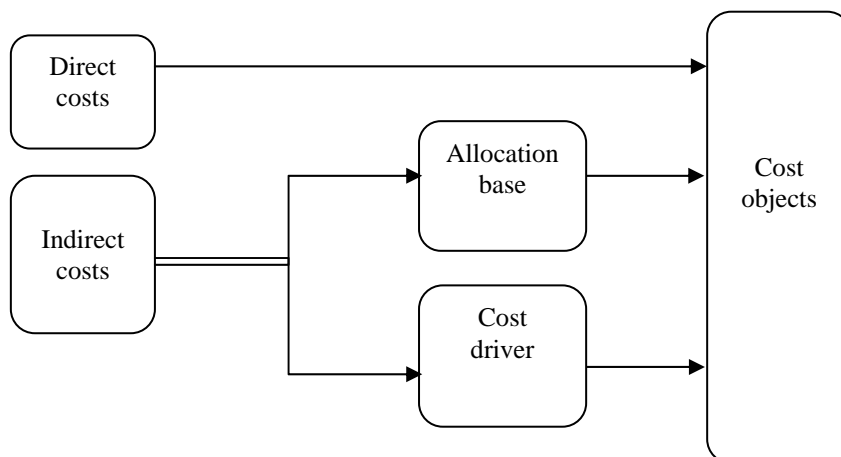 Direct
costs
Allocation
base
Cost
objects
Indirect
costs
Cost
driver